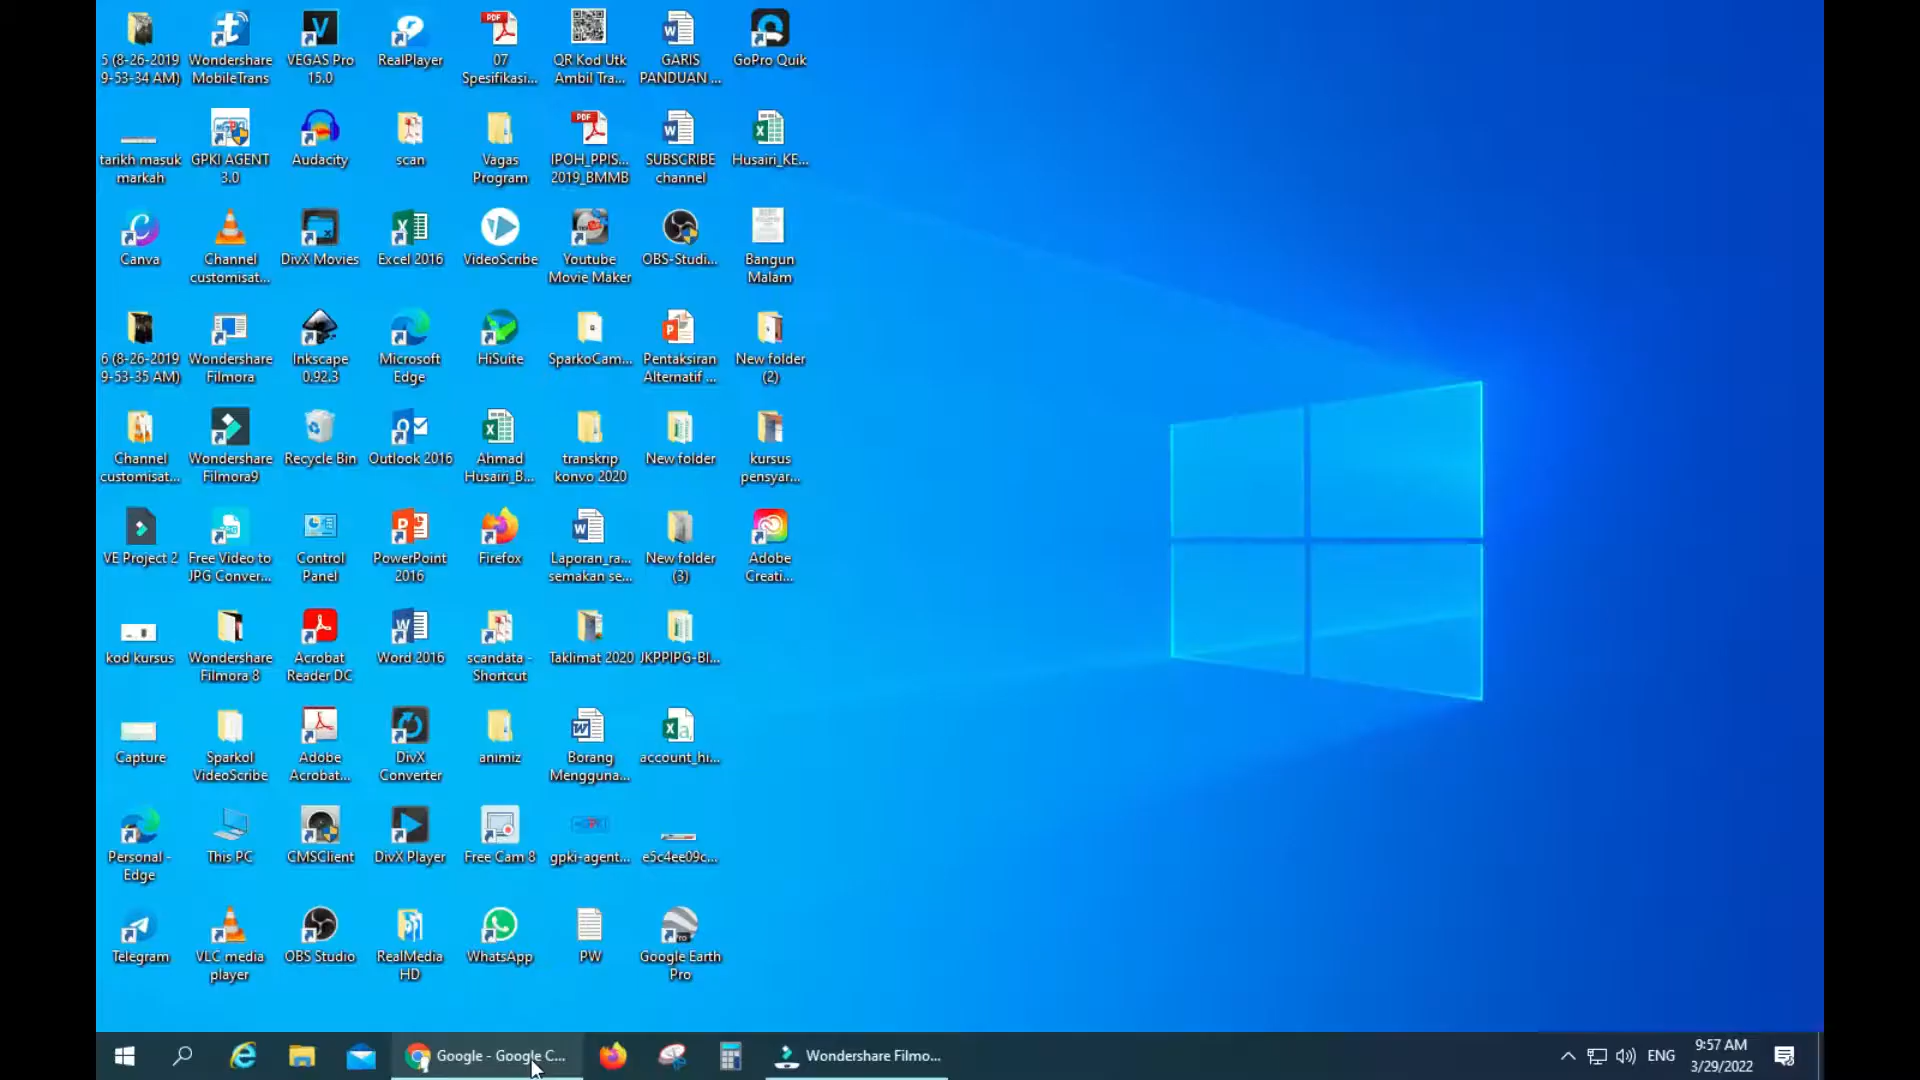 5 (8-26-2019
9-53-34 AM)
Wondershare
MobileTrans
VEGAS Pro
15.0
RealPlayer
07
Spesifikasi...
QR Kod Utk
Ambil Tra...
GARIS
PANDUAN ...
GoPro Quik
tarikh masuk
markah
GPKI AGENT
3.0
Audacity
scan
Vagas
Program
IPOH_PPIS...
2019_BMMB
SUBSCRIBE
channel
Husairi_KE...
Canva
Channel
customisat...
DivX Movies
Excel 2016
VideoScribe
Youtube
Movie Maker
OBS-Studi...
Bangun
Malam
6 (8-26-2019
9-53-35 AM)
Wondershare
Filmora
Inkscape
0.92.3
Microsoft
Edge
HiSuite
SparkoCam...
Pentaksiran
Alternatif ...
New folder
(2)
Channel
customisat...
Wondershare
Filmora9
Recycle Bin
Outlook 2016
Ahmad
Husairi_B...
transkrip
konvo 2020
New folder
kursus
pensyar...
VE Project 2
Free Video to
JPG Conver...
Control
Panel
PowerPoint
2016
Firefox
Laporan_ra...
semakan se...
New folder
(3)
Adobe
Creati...
kod kursus
Wondershare
Filmora 8
Acrobat
Reader DC
Word 2016
scandata -
Shortcut
Taklimat 2020
JKPPIPG-BI...
Capture
Sparkol
VideoScribe
Adobe
Acrobat...
DivX
Converter
animiz
Borang
Mengguna...
account_hi...
Personal -
Edge
This PC
CMSClient
DivX Player
Free Cam 8
gpki-agent...
e5c4ee09c...
Telegram
VLC media
player
OBS Studio
RealMedia
HD
WhatsApp
PW
Google Earth
Pro
Google - Google C...
Wondershare Filmo...
ENG
9:57 AM
3/29/2022